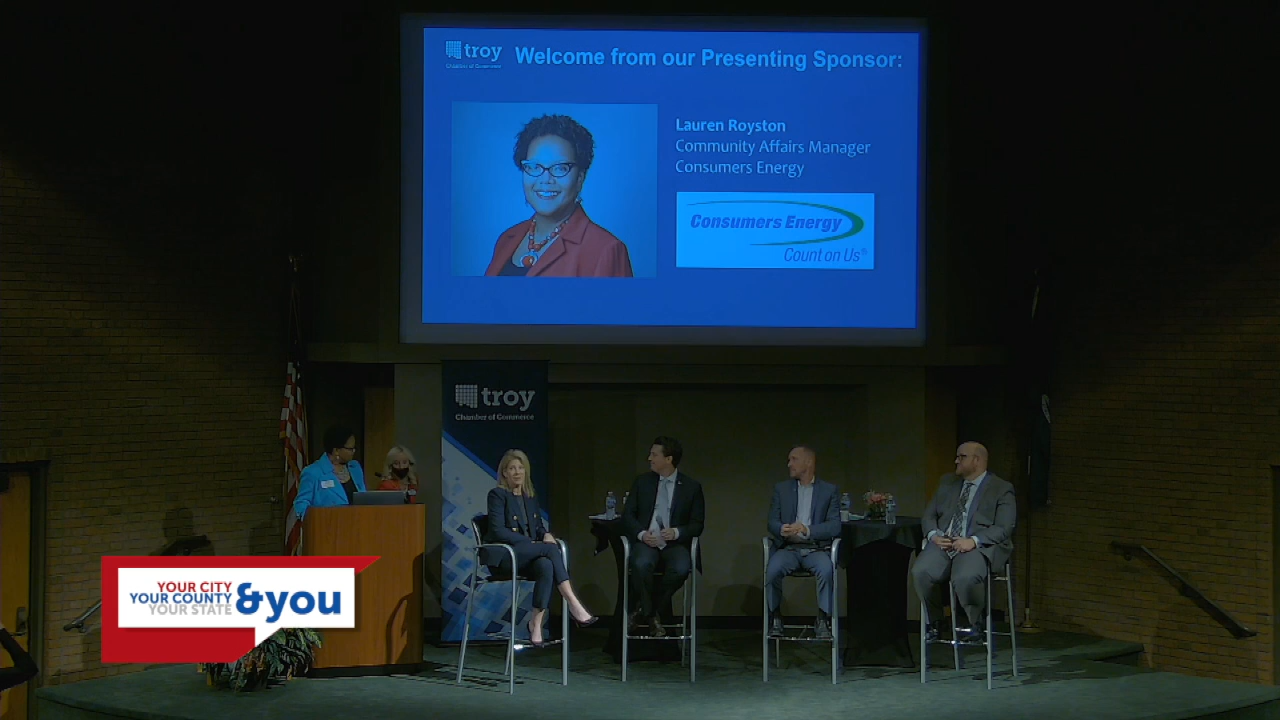 troy
Chamber of Commerce
Welcome from our Presenting Sponsor:
Lauren Royston
Community Affairs Manager
Consumers Energy
Consumers Energy
Count on Us®
troy
Chamber of Commerce
YOUR CITY
YOUR COUNTY
YOUR STATE
&you